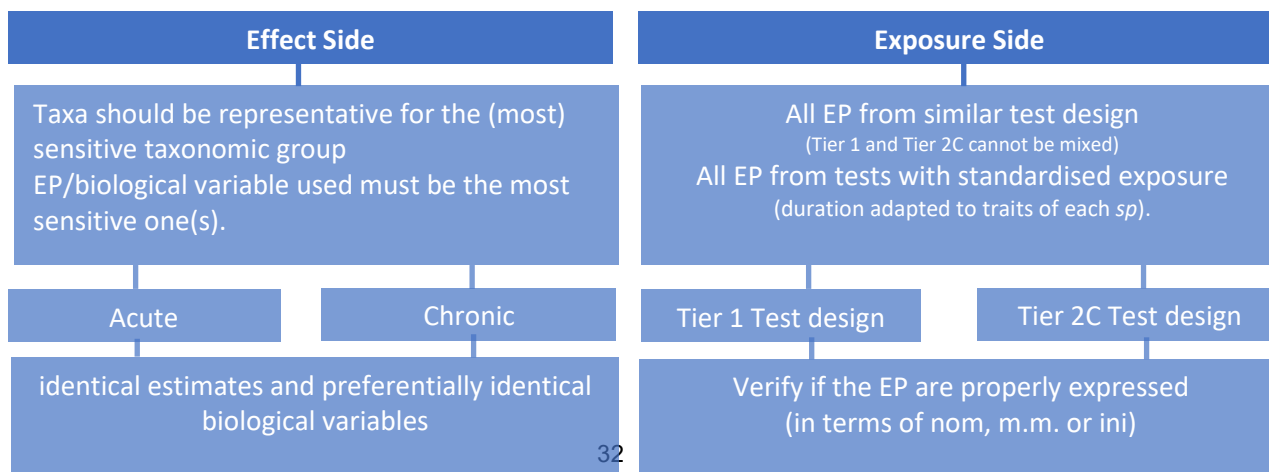 Effect Side
Taxa should be representative for the (most)
sensitive taxonomic group
EP/biological variable used must be the most
sensitive one(s).
Acute
Chronic
identical estimates and preferentially identical
biological variables
Exposure Side
All EP from similar test design
(Tier 1 and Tier 2C cannot be mixed)
All EP from tests with standardised exposure
(duration adapted to traits of each sp).
Tier 1 Test design
Tier 2C Test design
Verify if the EP are properly expressed
(in terms of nom, m.m. or ini)
32